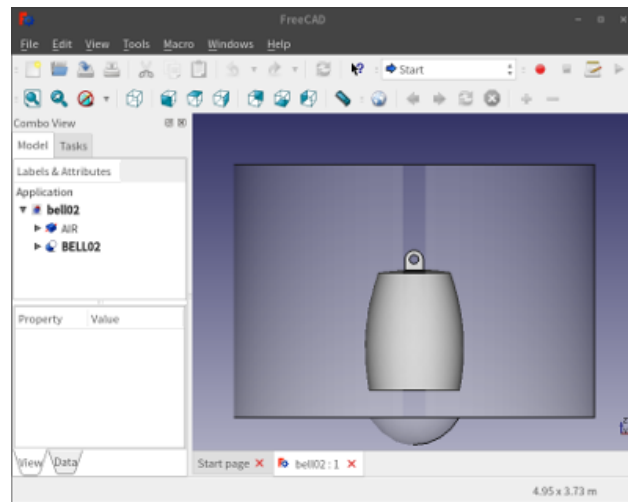 FreeCAD
File Edit View Tools Macro Windows Help
Start
Combo View
Model Tasks
Labels & Attributes
Application
bell02
AIR
BELL02
Property Value
View Data
Start page bell02 : 1
4.95 x 3.73 m